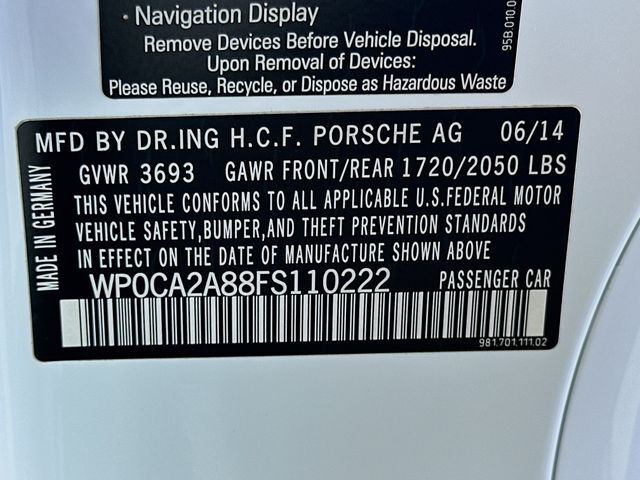 · Navigation Display
Remove Devices Before Vehicle Disposal.
Upon Removal of Devices:
Please Reuse, Recycle, or Dispose as Hazardous Waste
95B.010.0
MFD BY DR.ING H.C.F. PORSCHE AG 06/14
GVWR 3693 GAWR FRONT/REAR 1720/2050 LBS
THIS VEHICLE CONFORMS TO ALL APPLICABLE U.S.FEDERAL MOTOR
VEHICLE SAFETY,BUMPER,AND THEFT PREVENTION STANDARDS
IN EFFECT ON THE DATE OF MANUFACTURE SHOWN ABOVE
WP0CA2A88FS110222 PASSENGER CAR
MADE IN GERMANY
981.701.111.02